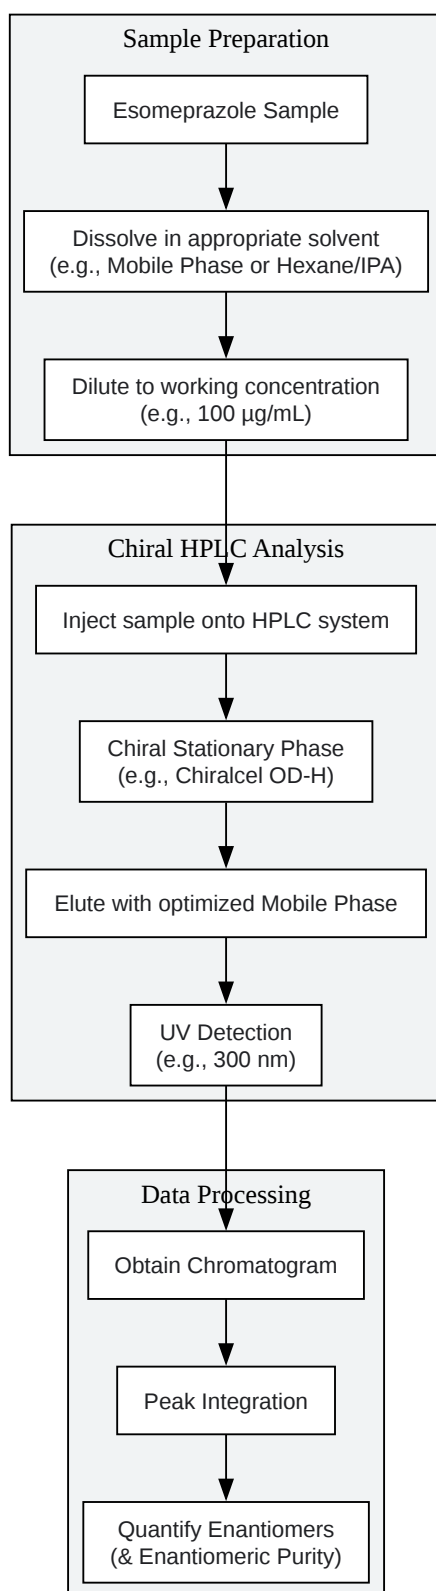 Sample Preparation
Esomeprazole Sample
Dissolve in appropriate solvent
(e.g., Mobile Phase or Hexane/IPA)
Dilute to working concentration
(e.g., 100 µg/mL)
Chiral HPLC Analysis
Inject sample onto HPLC system
Chiral Stationary Phase
(e.g., Chiralcel OD-H)
Elute with optimized Mobile Phase
UV Detection
(e.g., 300 nm)
Data Processing
Obtain Chromatogram
Peak Integration
Quantify Enantiomers
(& Enantiomeric Purity)